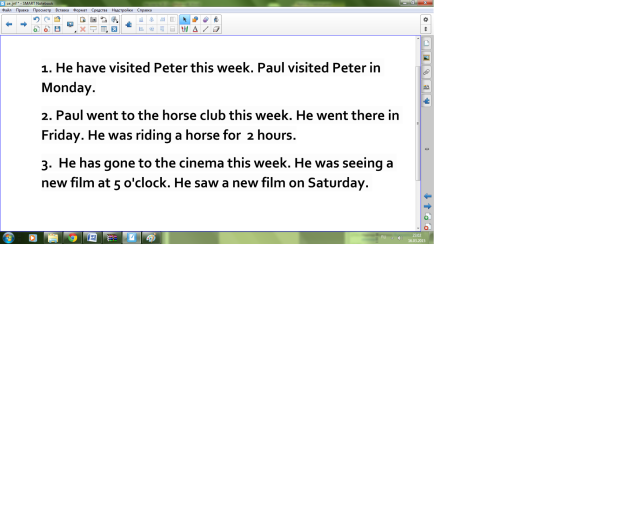 Файл Правка Просмотр Вставка Формат Средства Надстройки Справка
1. He have visited Peter this week. Paul visited Peter in
Monday.
2. Paul went to the horse club this week. He went there in
Friday. He was riding a horse for 2 hours.
3. He has gone to the cinema this week. He was seeing a
new film at 5 o'clock. He saw a new film on Saturday.